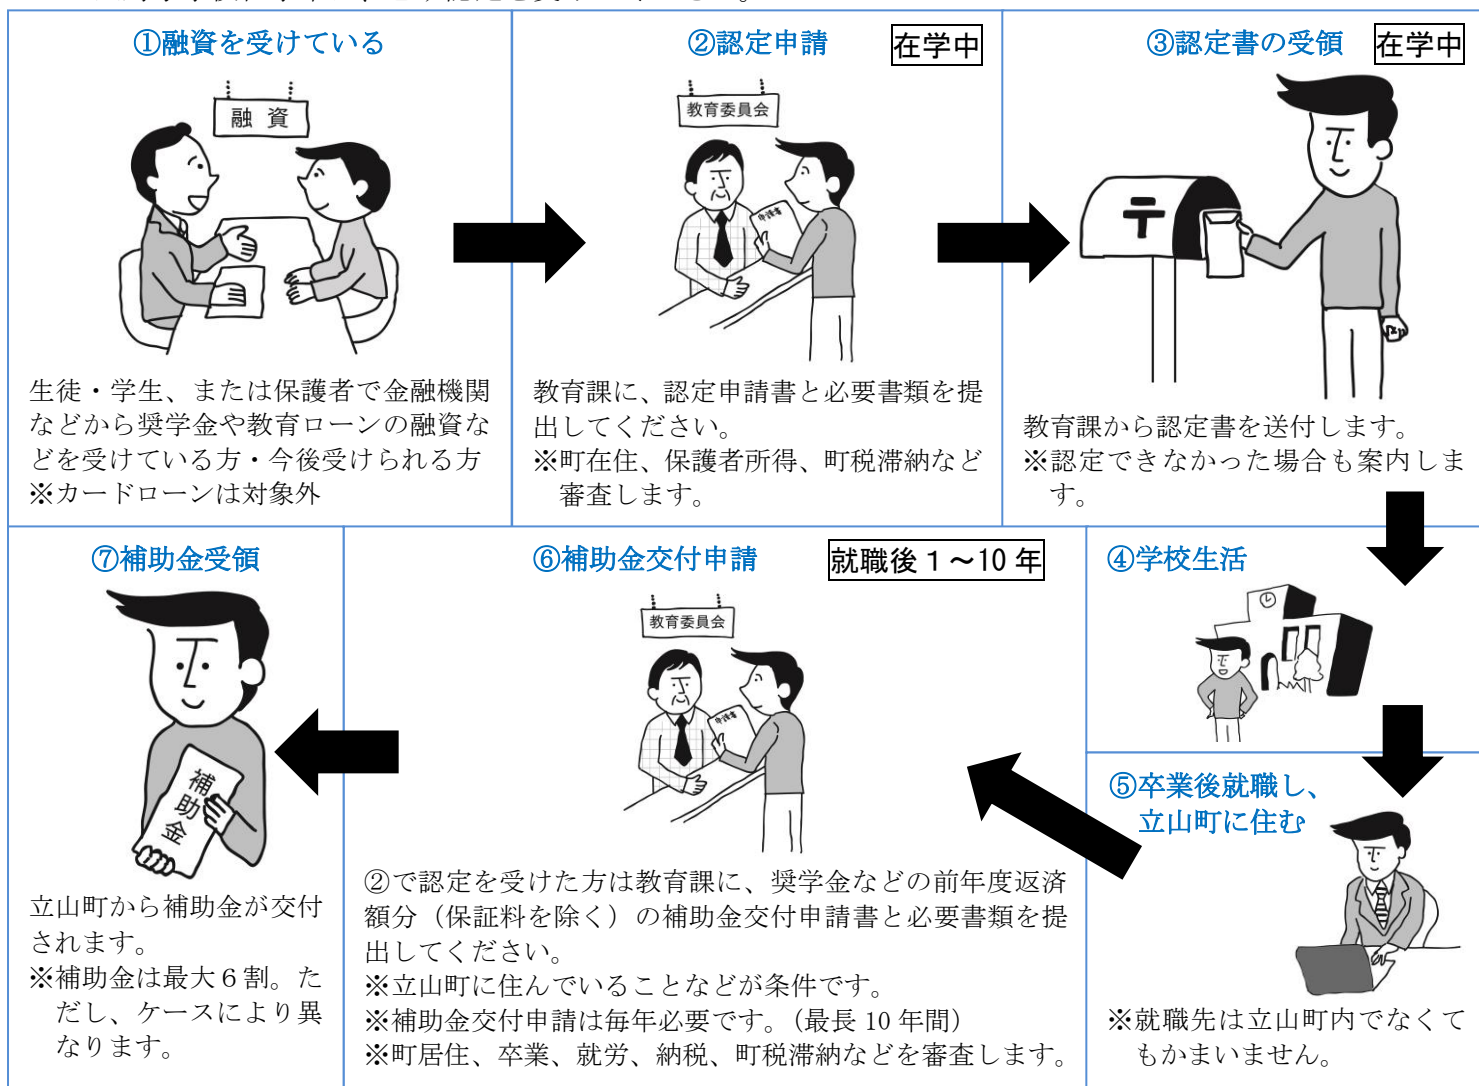 ①融資を受けている
融 資
生徒・学生、または保護者で金融機関
などから奨学金や教育ローンの融資な
どを受けている方・今後受けられる方
※カードローンは対象外
②認定申請
在学中
教育委員会
申請書
教育課に、認定申請書と必要書類を提
出してください。
※町在住、保護者所得、町税滞納など
審査します。
③認定書の受領
在学中
〒
教育課から認定書を送付します。
※認定できなかった場合も案内しま
す。
④学校生活
⑤卒業後就職し、
立山町に住む
※就職先は立山町内でなくて
もかまいません。
⑥補助金交付申請
就職後 1～10 年
教育委員会
申請書
②で認定を受けた方は教育課に、奨学金などの前年度返済
額分（保証料を除く）の補助金交付申請書と必要書類を提
出してください。
※立山町に住んでいることなどが条件です。
※補助金交付申請は毎年必要です。（最長 10 年間）
※町居住、卒業、就労、納税、町税滞納などを審査します。
⑦補助金受領
補助金
立山町から補助金が交付
されます。
※補助金は最大６割。た
だし、ケースにより異
なります。